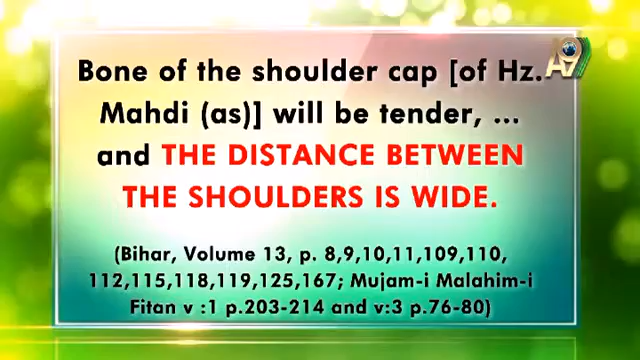 Bone of the shoulder cap [of Hz.
Mahdi (as)] will be tender, ...
and THE DISTANCE BETWEEN
THE SHOULDERS IS WIDE.
(Bihar, Volume 13, p. 8,9,10,11,109,110,
112,115,118,119,125,167; Mujam-i Malahim-i
Fitan v :1 p.203-214 and v:3 p.76-80)
A9